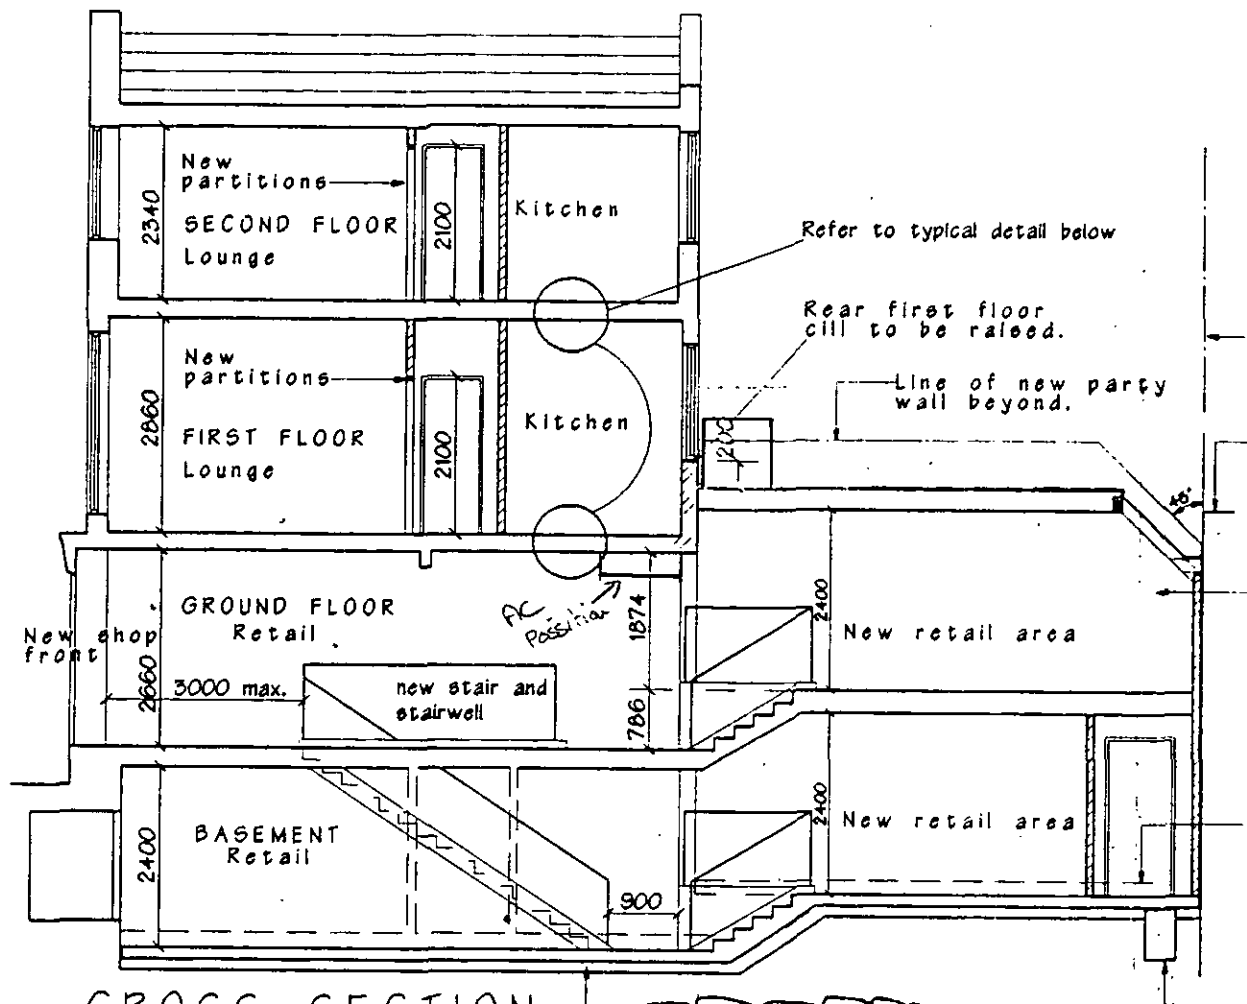 New
partitions
SECOND FLOOR
Lounge
2340
2100
Kitchen
Refer to typical detail below
Rear first floor
cill to be raised.
New
partitions
FIRST FLOOR
Lounge
2860
2100
Kitchen
Line of new party
wall beyond.
200
45°
GROUND FLOOR
Retail
AC
Possition
1874
2400
New retail area
New shop
front
2660
3000 max.
new stair and
stairwell
786
BASEMENT
Retail
2400
900
2400
New retail area
CROSS SECTION